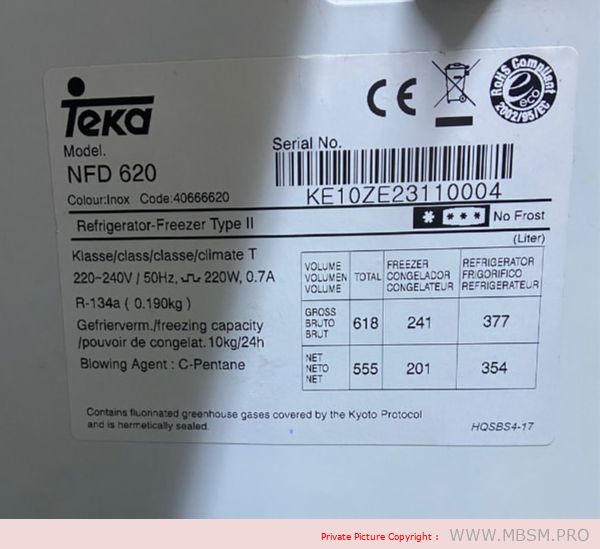 Teka
CE
RoHS Compliant
eco
2002/95/EC
Model.
NFD 620
Serial No.
KE10ZE23110004
Colour:Inox Code:40666620
Refrigerator-Freezer Type II
No Frost
(Liter)
Klasse/class/classe/climate T
220~240V / 50Hz, 220W, 0.7A
R-134a ( 0.190kg )
Gefrierverm./freezing capacity
/pouvoir de congelat. 10kg/24h
Blowing Agent : C-Pentane
VOLUME VOLUMEN VOLUME TOTAL FREEZER CONGELADOR CONGELATEUR REFRIGERATOR FRIGORIFICO REFRIGERATEUR
GROSS BRUTO BRUT 618 241 377
NET NETO NET 555 201 354
Contains fluorinated greenhouse gases covered by the Kyoto Protocol
and is hermetically sealed.
HQSBS4-17
Private Picture Copyright : WWW.MBSM.PRO